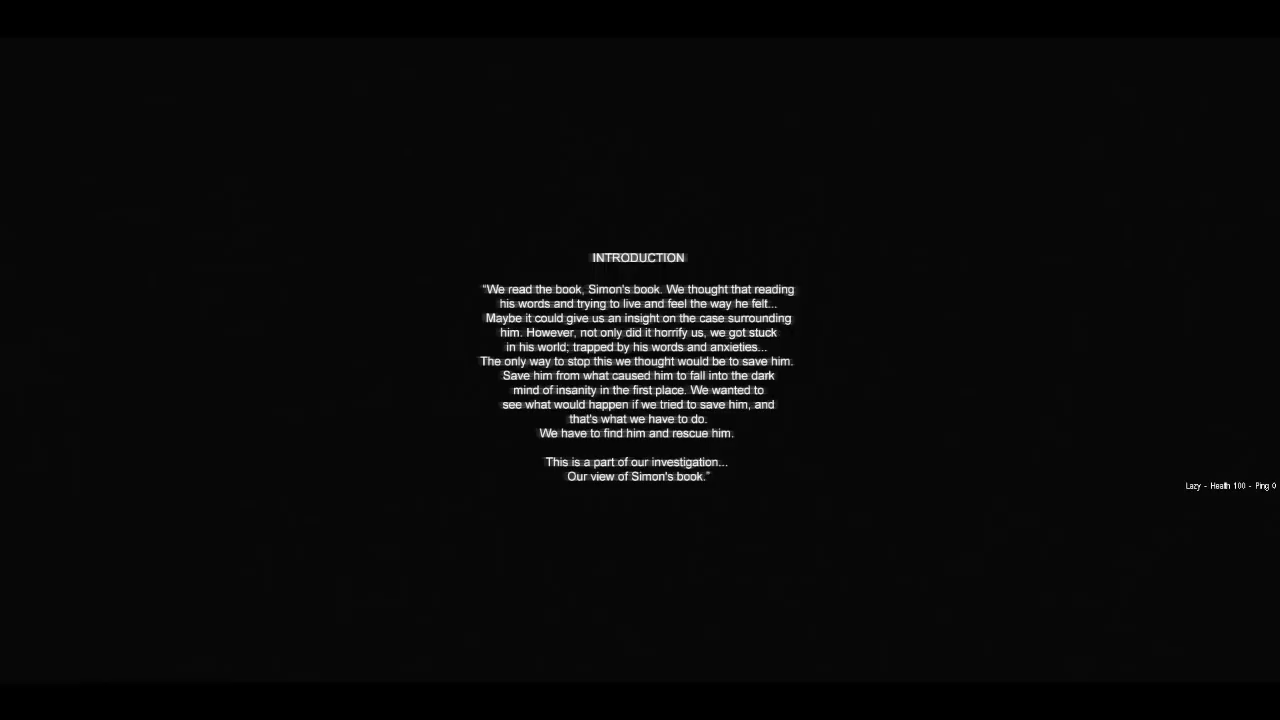 INTRODUCTION
"We read the book, Simon's book. We thought that reading
his words and trying to live and feel the way he felt...
Maybe it could give us an insight on the case surrounding
him. However, not only did it horrify us, we got stuck
in his world; trapped by his words and anxieties...
The only way to stop this we thought would be to save him.
Save him from what caused him to fall into the dark
mind of insanity in the first place. We wanted to
see what would happen if we tried to save him, and
that's what we have to do.
We have to find him and rescue him.
This is a part of our investigation...
Our view of Simon's book."
Lazy - Health 100 - Ping 0